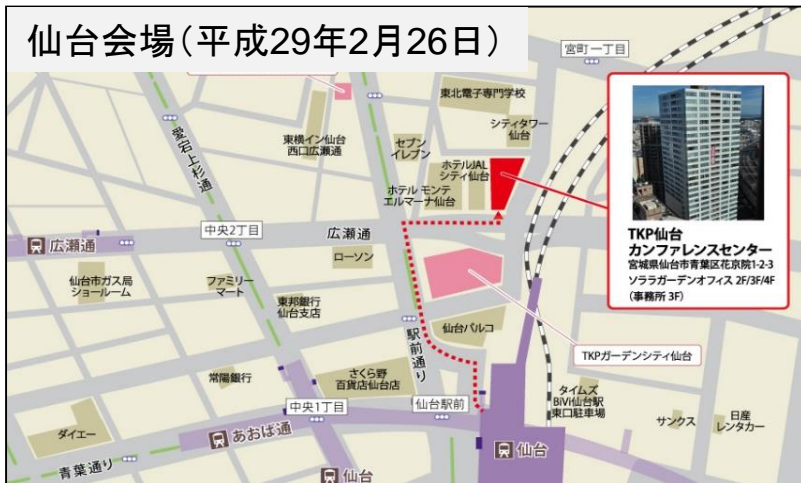 仙台会場(平成29年2月26日)
宮町一丁目
東北電子専門学校
シティタワー
仙台
愛宕上杉通
東横イン仙台
西口広瀬通
セブン
イレブン
ホテルJAL
シティ仙台
ホテル モンテ
エルマーナ仙台
TKP仙台
カンファレンスセンター
宮城県仙台市青葉区花京院1-2-3
ソララガーデンオフィス 2F/3F/4F
(事務所 3F)
中央2丁目
広瀬通
広瀬通
ローソン
仙台市ガス局
ショールーム
ファミリー
マート
東邦銀行
仙台支店
仙台パルコ
駅前通り
TKPガーデンシティ仙台
常陽銀行
さくら野
百貨店仙台店
中央1丁目
仙台駅前
タイムズ
BiVi仙台駅
東口駐車場
サンクス
日産
レンタカー
ダイエー
あおば通
青葉通り
仙台
仙台